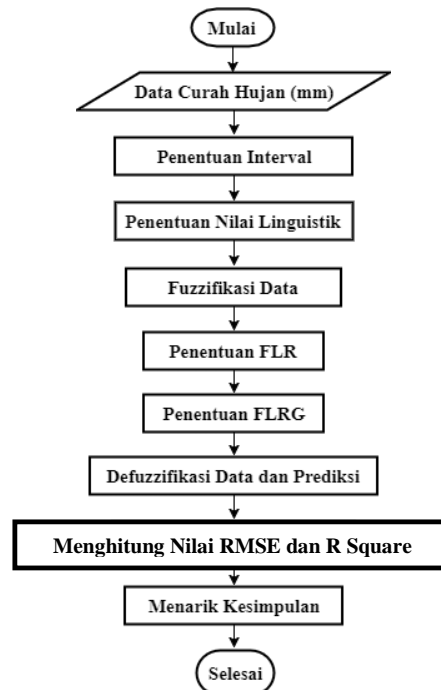 Mulai
Data Curah Hujan (mm)
Penentuan Interval
Penentuan Nilai Linguistik
Fuzzifikasi Data
Penentuan FLR
Penentuan FLRG
Defuzzifikasi Data dan Prediksi
Menghitung Nilai RMSE dan R Square
Menarik Kesimpulan
Selesai